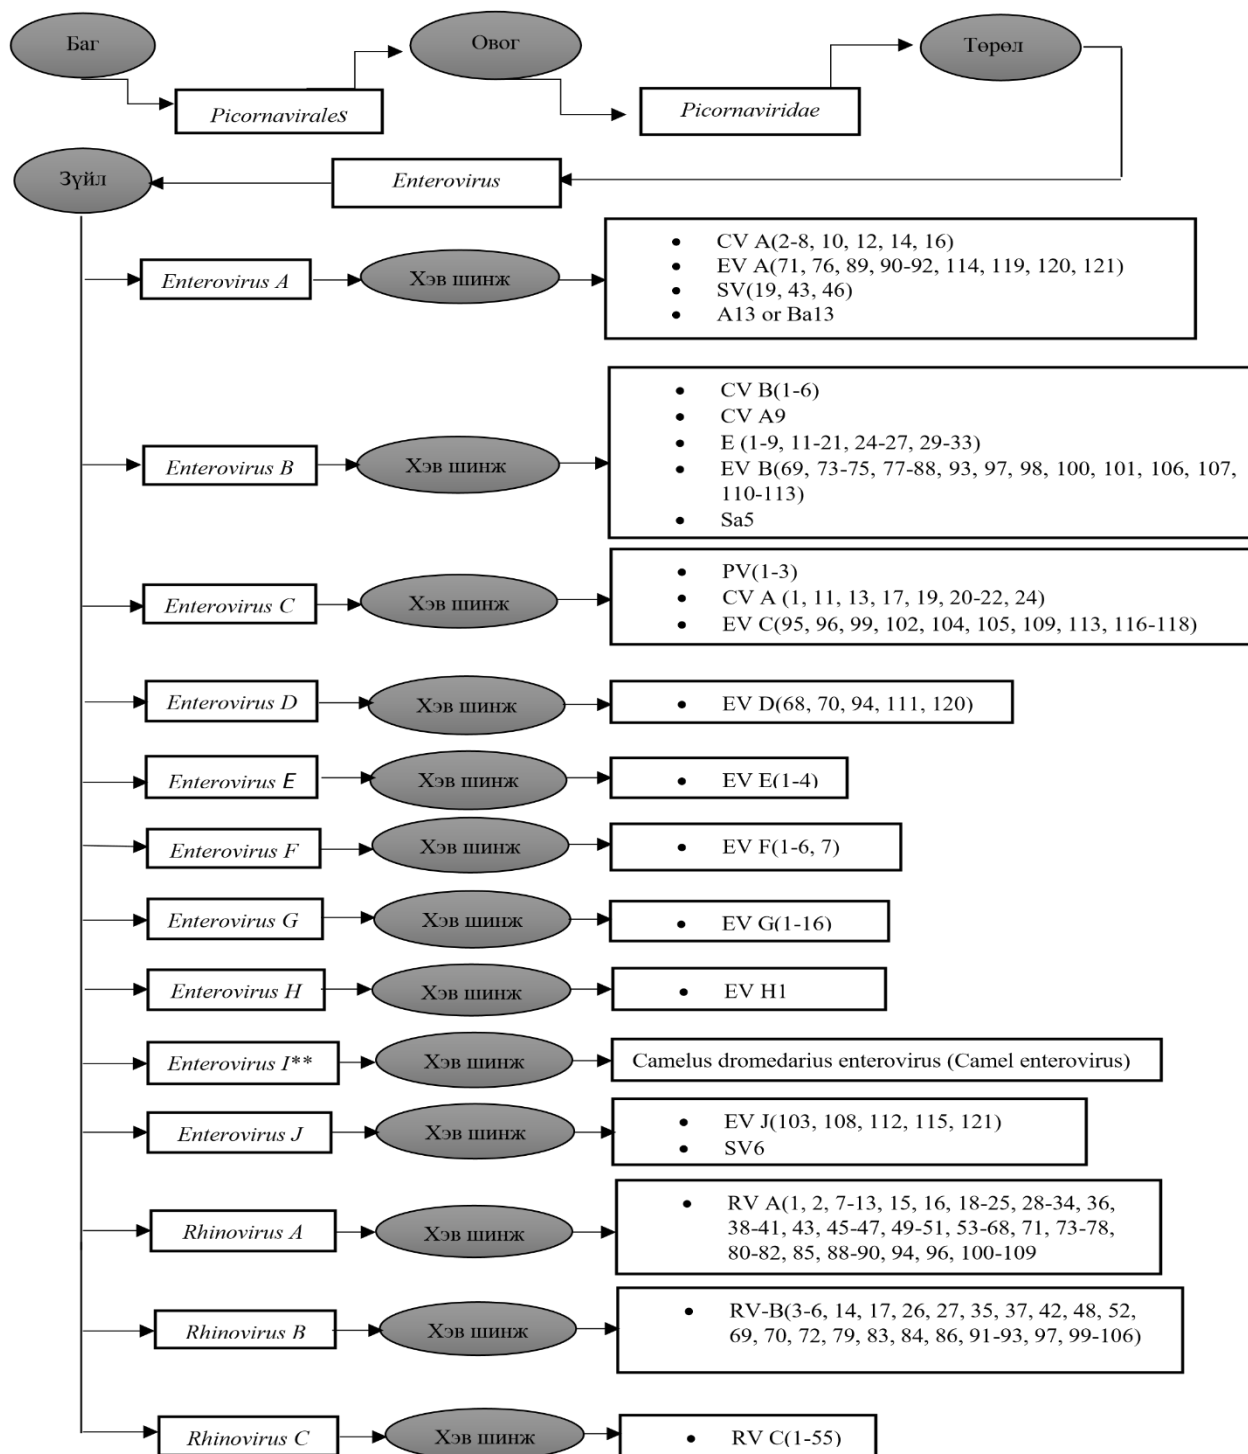 Баг
Овог
Төрөл
Picornavirales
Picornaviridae
Зүйл
Enterovirus
Enterovirus A
Хэв шинж
• CV A(2-8, 10, 12, 14, 16)
• EV A(71, 76, 89, 90-92, 114, 119, 120, 121)
• SV(19, 43, 46)
• A13 or Ba13
Enterovirus B
Хэв шинж
• CV B(1-6)
• CV A9
• E (1-9, 11-21, 24-27, 29-33)
• EV B(69, 73-75, 77-88, 93, 97, 98, 100, 101, 106, 107,
110-113)
• Sa5
Enterovirus C
Хэв шинж
• PV(1-3)
• CV A (1, 11, 13, 17, 19, 20-22, 24)
• EV C(95, 96, 99, 102, 104, 105, 109, 113, 116-118)
Enterovirus D
Хэв шинж
• EV D(68, 70, 94, 111, 120)
Enterovirus E
Хэв шинж
• EV E(1-4)
Enterovirus F
Хэв шинж
• EV F(1-6, 7)
Enterovirus G
Хэв шинж
• EV G(1-16)
Enterovirus H
Хэв шинж
• EV H1
Enterovirus I**
Хэв шинж
Camelus dromedarius enterovirus (Camel enterovirus)
Enterovirus J
Хэв шинж
• EV J(103, 108, 112, 115, 121)
• SV6
Rhinovirus A
Хэв шинж
• RV A(1, 2, 7-13, 15, 16, 18-25, 28-34, 36,
38-41, 43, 45-47, 49-51, 53-68, 71, 73-78,
80-82, 85, 88-90, 94, 96, 100-109
Rhinovirus B
Хэв шинж
• RV-B(3-6, 14, 17, 26, 27, 35, 37, 42, 48, 52,
69, 70, 72, 79, 83, 84, 86, 91-93, 97, 99-106)
Rhinovirus C
Хэв шинж
• RV C(1-55)